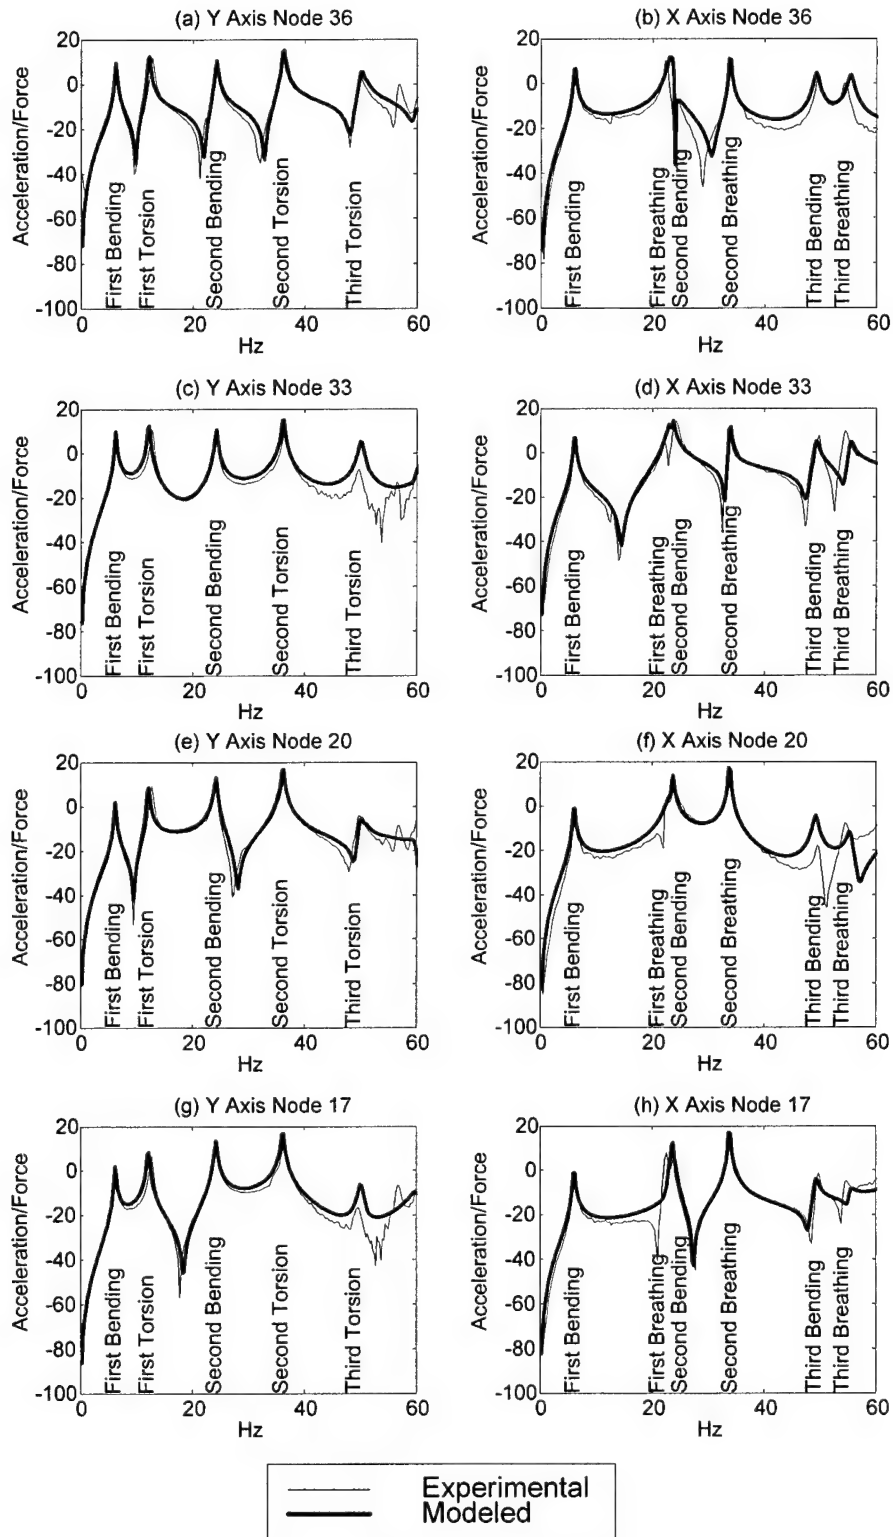 (a) Y Axis Node 36
Acceleration/Force
20
0
-20
-40
-60
-80
-100
First Bending
First Torsion
Second Bending
Second Torsion
Third Torsion
0
20
40
60
Hz
(b) X Axis Node 36
Acceleration/Force
20
0
-20
-40
-60
-80
-100
First Bending
First Breathing
Second Bending
Second Breathing
Third Bending
Third Breathing
0
20
40
60
Hz
(c) Y Axis Node 33
Acceleration/Force
20
0
-20
-40
-60
-80
-100
First Bending
First Torsion
Second Bending
Second Torsion
Third Torsion
0
20
40
60
Hz
(d) X Axis Node 33
Acceleration/Force
20
0
-20
-40
-60
-80
-100
First Bending
First Breathing
Second Bending
Second Breathing
Third Bending
Third Breathing
0
20
40
60
Hz
(e) Y Axis Node 20
Acceleration/Force
20
0
-20
-40
-60
-80
-100
First Bending
First Torsion
Second Bending
Second Torsion
Third Torsion
0
20
40
60
Hz
(f) X Axis Node 20
Acceleration/Force
20
0
-20
-40
-60
-80
-100
First Bending
First Breathing
Second Bending
Second Breathing
Third Bending
Third Breathing
0
20
40
60
Hz
(g) Y Axis Node 17
Acceleration/Force
20
0
-20
-40
-60
-80
-100
First Bending
First Torsion
Second Bending
Second Torsion
Third Torsion
0
20
40
60
Hz
(h) X Axis Node 17
Acceleration/Force
20
0
-20
-40
-60
-80
-100
First Bending
First Breathing
Second Bending
Second Breathing
Third Bending
Third Breathing
0
20
40
60
Hz
Experimental
Modeled